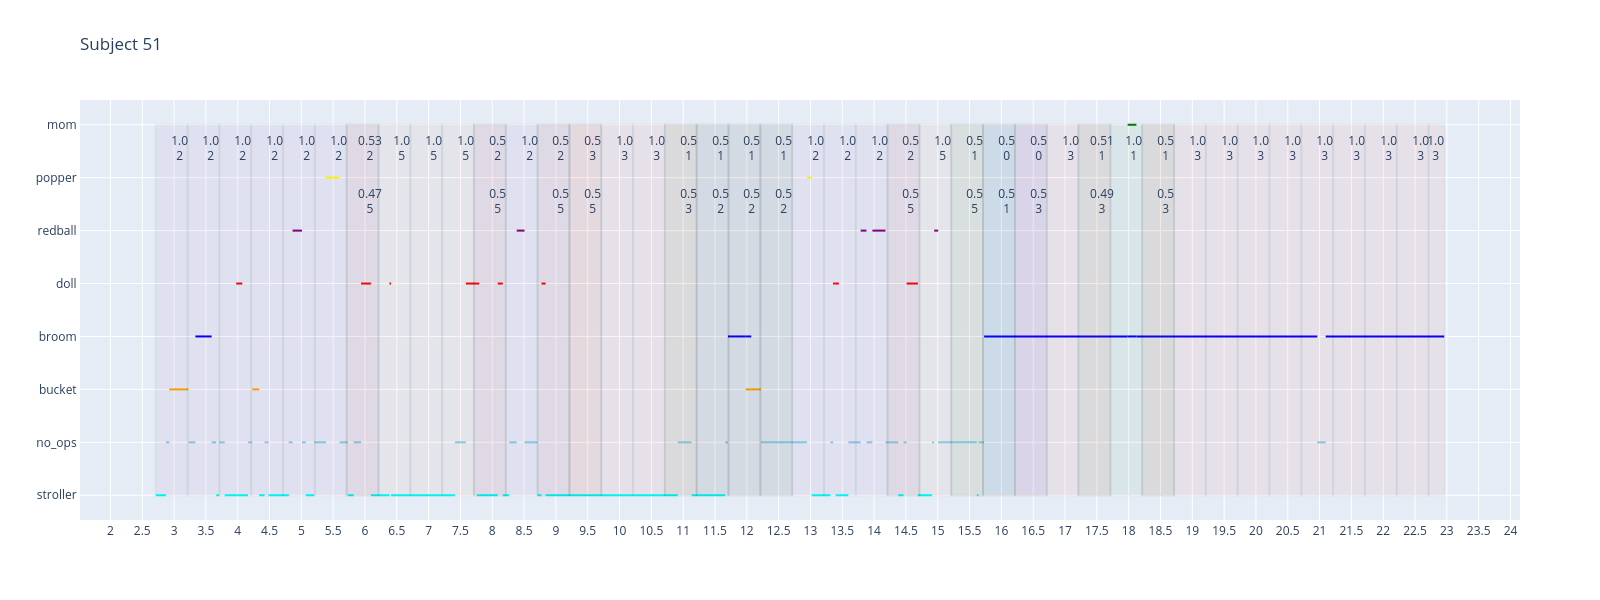 Subject 51
mom
1.0 1.0 1.0 1.0 1.0 1.0 0.53 1.0 1.0 1.0 0.5 1.0 0.5 0.5 1.0 1.0 0.5 0.5 0.5 0.5 1.0 1.0 1.0 0.5 1.0 0.5 0.5 0.5 1.0 0.51 1.0 0.5 1.0 1.0 1.0 1.0 1.0 1.0 1.0 1.0 1.0
2 2 2 2 2 2 2 5 5 5 2 2 2 3 3 3 1 1 1 1 2 2 2 2 5 1 0 0 3 1 1 1 3 3 3 3 3 3 3 3 3
popper
0.47 0.5 0.5 0.5 0.5 0.5 0.5 0.5 0.5 0.5 0.5 0.5 0.49 0.5
5 5 5 5 3 2 2 2 5 5 1 3 3 3
redball
doll
broom
bucket
no_ops
stroller
2 2.5 3 3.5 4 4.5 5 5.5 6 6.5 7 7.5 8 8.5 9 9.5 10 10.5 11 11.5 12 12.5 13 13.5 14 14.5 15 15.5 16 16.5 17 17.5 18 18.5 19 19.5 20 20.5 21 21.5 22 22.5 23 23.5 24